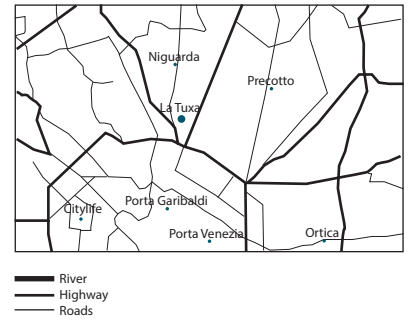 Niguarda
Precotto
La Tuxa
Citylife
Porta Garibaldi
Porta Venezia
Ortica
River
Highway
Roads